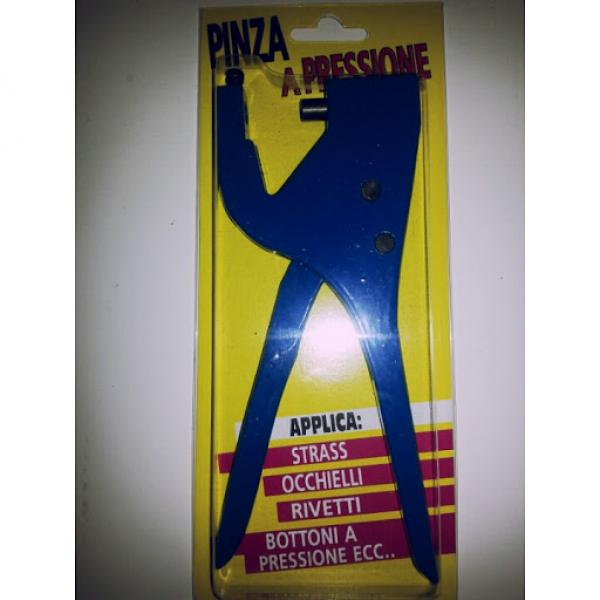 PINZA
A PRESSIONE
APPLICA:
STRASS
OCCHIELLI
RIVETTI
BOTTONI A
PRESSIONE ECC..